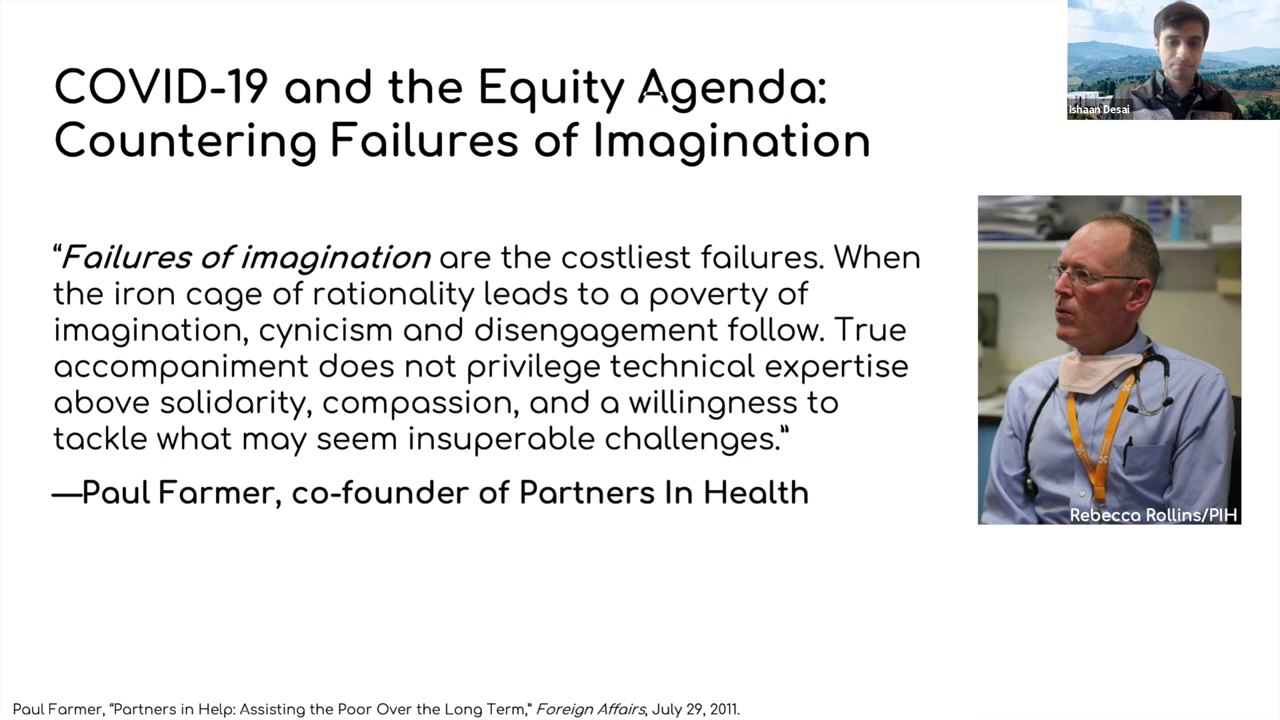 COVID-19 and the Equity Agenda:
Countering Failures of Imagination
Ishaan Desai
“Failures of imagination are the costliest failures. When
the iron cage of rationality leads to a poverty of
imagination, cynicism and disengagement follow. True
accompaniment does not privilege technical expertise
above solidarity, compassion, and a willingness to
tackle what may seem insuperable challenges.”
—Paul Farmer, co-founder of Partners In Health
Rebecca Rollins/PIH
Paul Farmer, “Partners in Help: Assisting the Poor Over the Long Term,” Foreign Affairs, July 29, 2011.